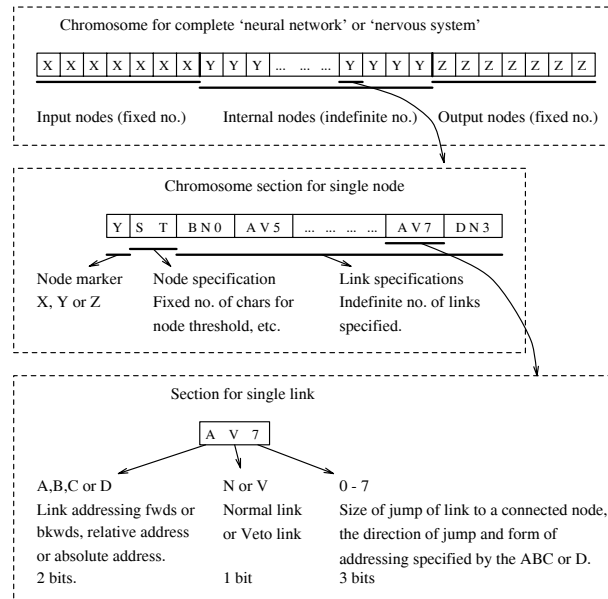 Chromosome for complete ‘neural network’ or ‘nervous system’
X X X X X X X Y Y Y ... ... ... Y Y Y Y Z Z Z Z Z Z Z
Input nodes (fixed no.) Internal nodes (indefinite no.) Output nodes (fixed no.)
Chromosome section for single node
Y S T B N 0 A V 5 ... ... ... ... A V 7 D N 3
Node marker
X, Y or Z
Node specification
Fixed no. of chars for
node threshold, etc.
Link specifications
Indefinite no. of links
specified.
Section for single link
A V 7
A,B,C or D
Link addressing fwds or
bkwds, relative address
or absolute address.
2 bits.
N or V
Normal link
or Veto link
1 bit
0 - 7
Size of jump of link to a connected node,
the direction of jump and form of
addressing specified by the ABC or D.
3 bits